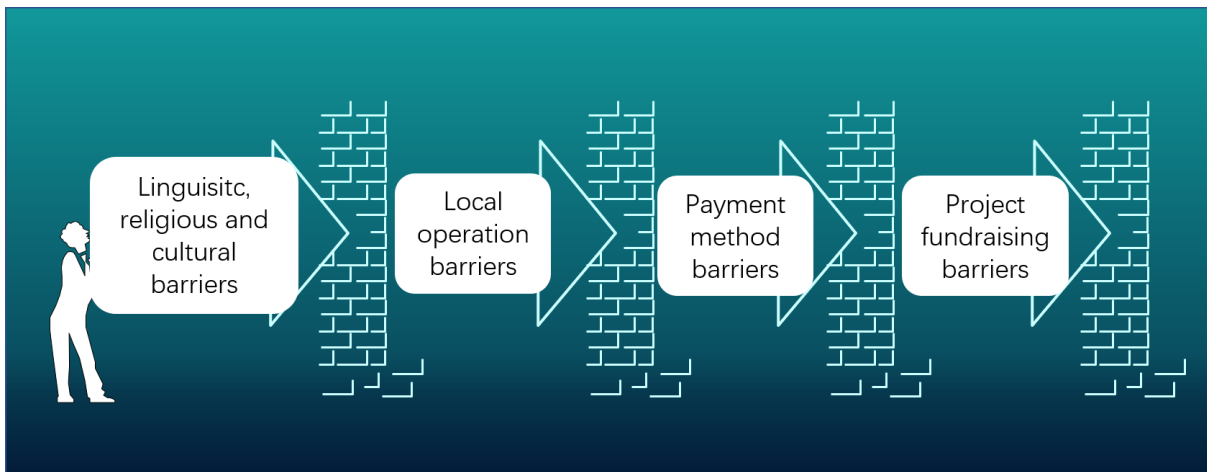 Linguisitc,
religious and
cultural
barriers
Local
operation
barriers
Payment
method
barriers
Project
fundraising
barriers